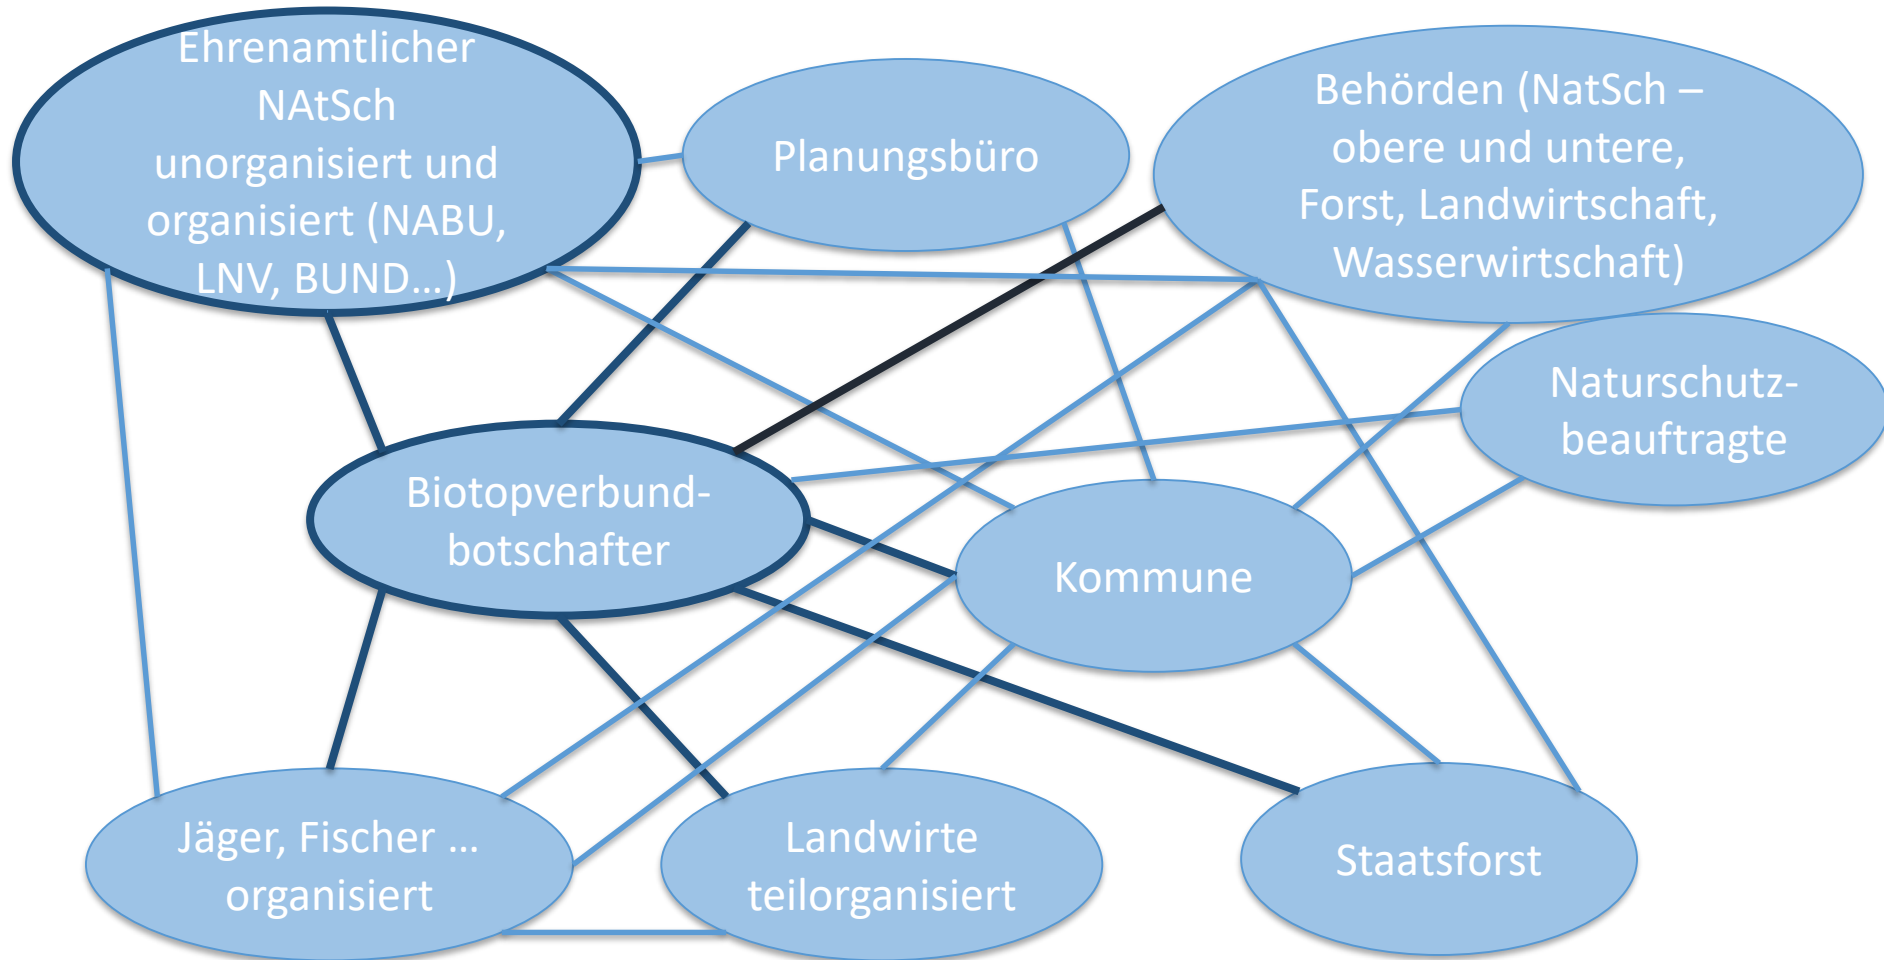 Ehrenamtlicher
NAtSch
unorganisiert und
organisiert (NABU,
LNV, BUND…)
Planungsbüro
Behörden (NatSch –
obere und untere,
Forst, Landwirtschaft,
Wasserwirtschaft)
Naturschutz-
beauftragte
Biotopverbund-
botschafter
Kommune
Jäger, Fischer …
organisiert
Landwirte
teilorganisiert
Staatsforst